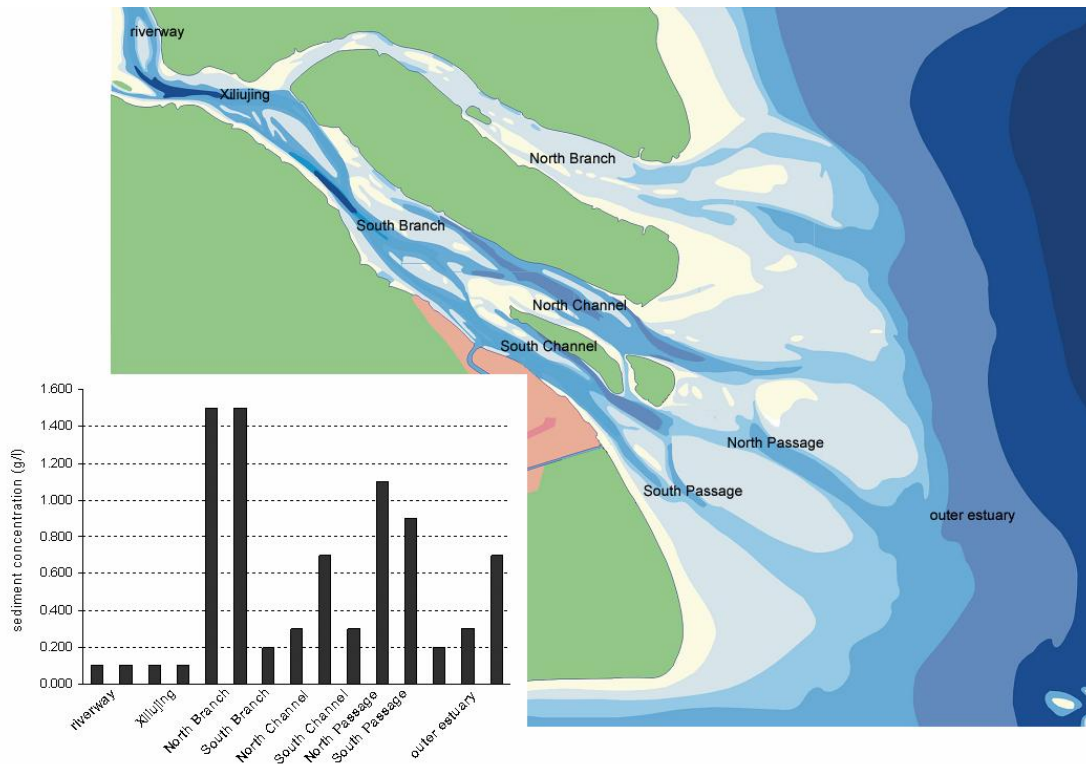 riverway
Xiliujing
North Branch
South Branch
North Channel
South Channel
North Passage
South Passage
outer estuary
sediment concentration (g/l)
1.600
1.400
1.200
1.000
0.800
0.600
0.400
0.200
0.000
riverway
Xiliujing
North Branch
South Branch
North Channel
South Channel
North Passage
South Passage
outer estuary